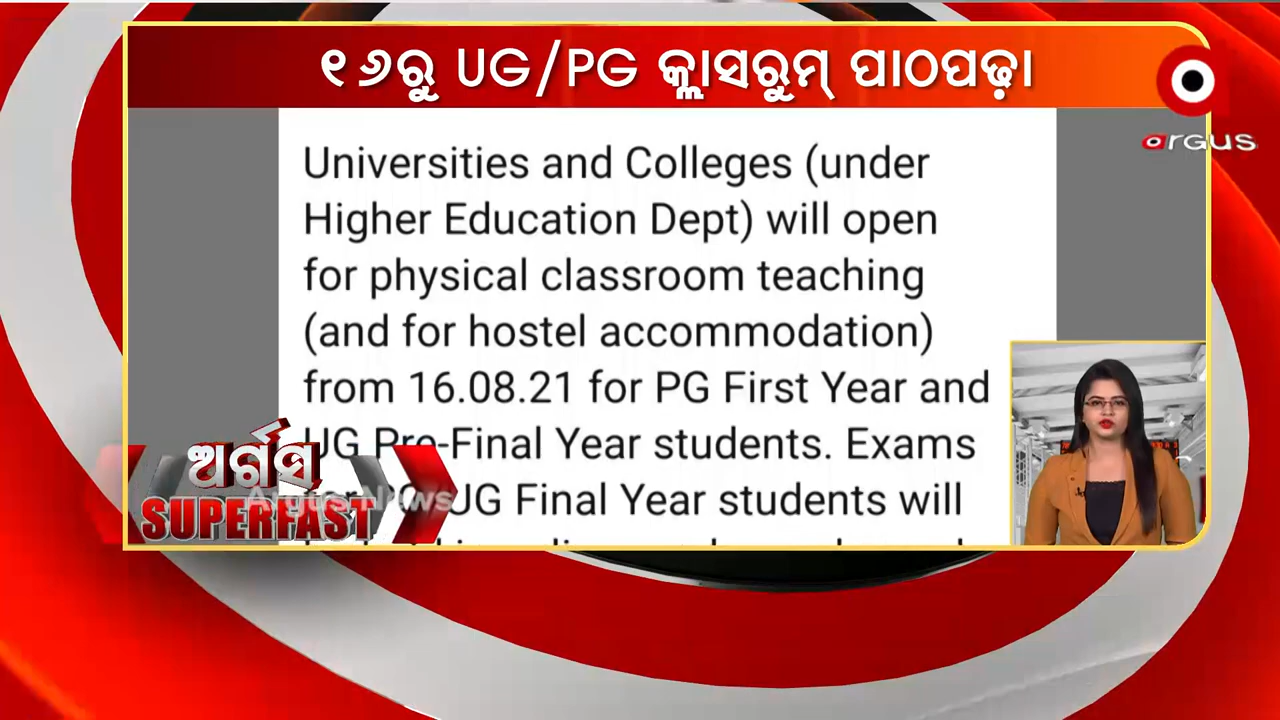 ୧୬ରୁ UG/PG କ୍ଲାସରୁମ୍ ପାଠପଢ଼ା
argus
Universities and Colleges (under
Higher Education Dept) will open
for physical classroom teaching
(and for hostel accommodation)
from 16.08.21 for PG First Year and
UG Pre-Final Year students. Exams
UG Final Year students will
ଅର୍ଗସ
SUPERFAST
Argus News